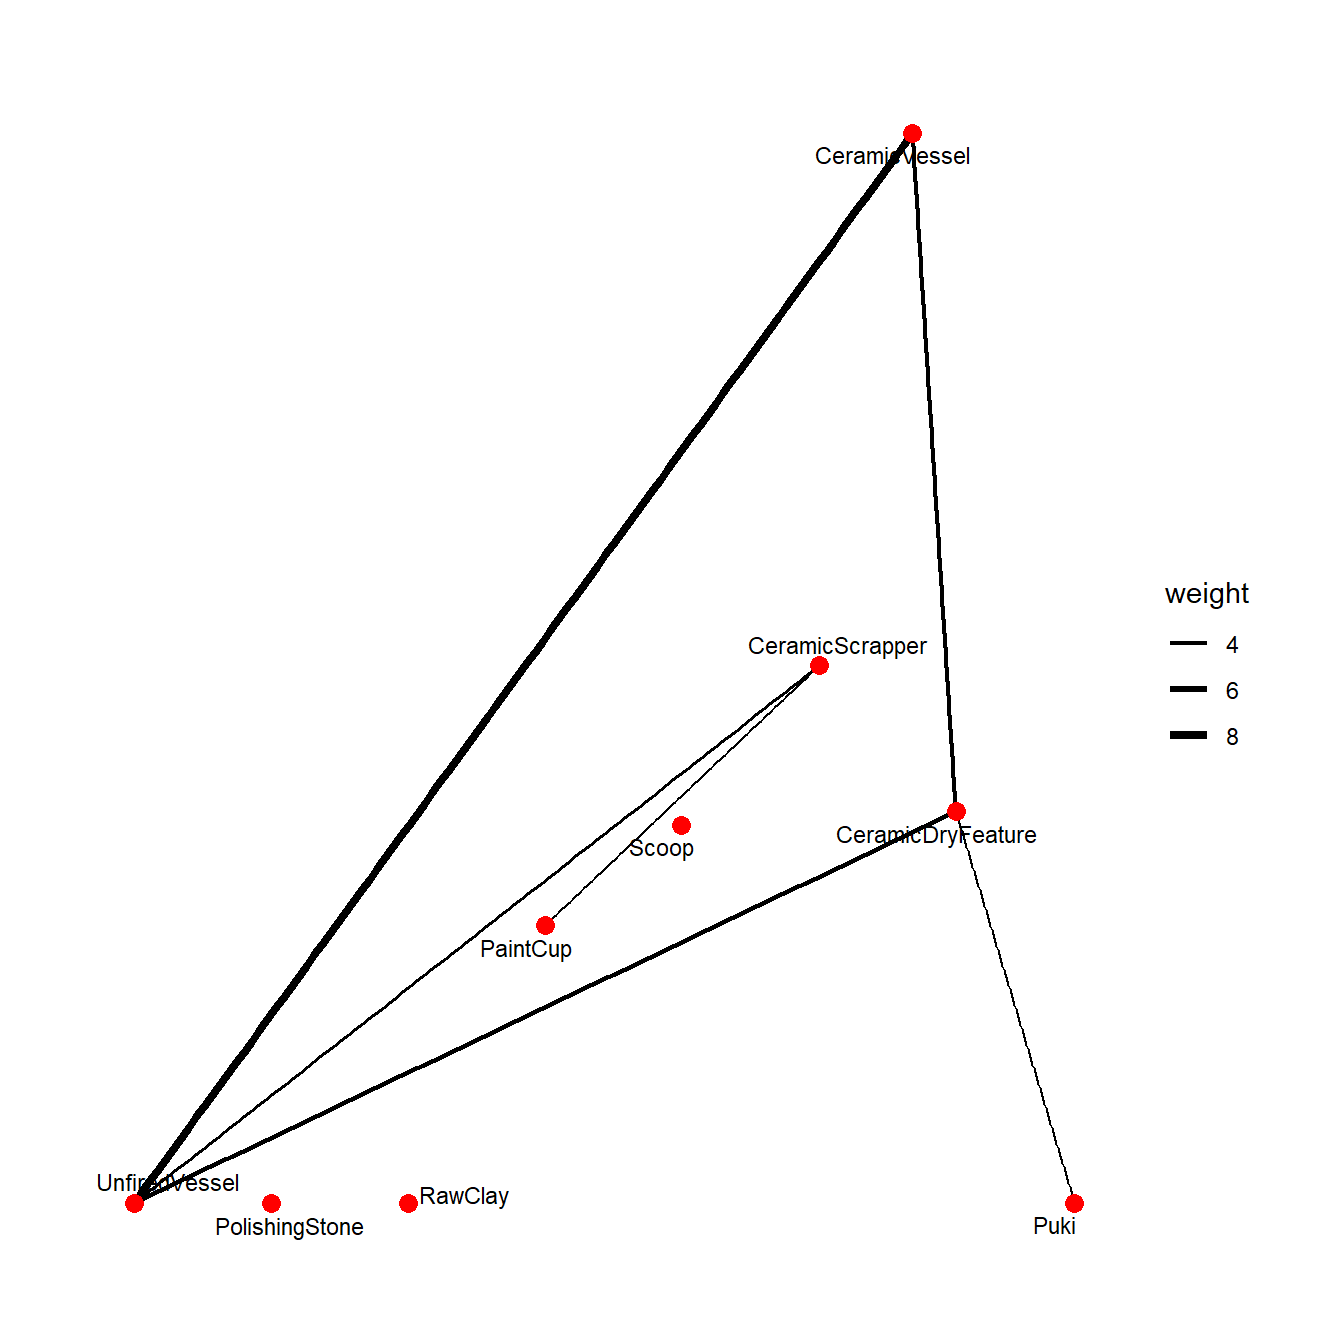 CeramicVessel
weight
CeramicScrapper
4
6
8
CeramicDryFeature
Scoop
PaintCup
UnfiredVessel
RawClay
PolishingStone
Puki